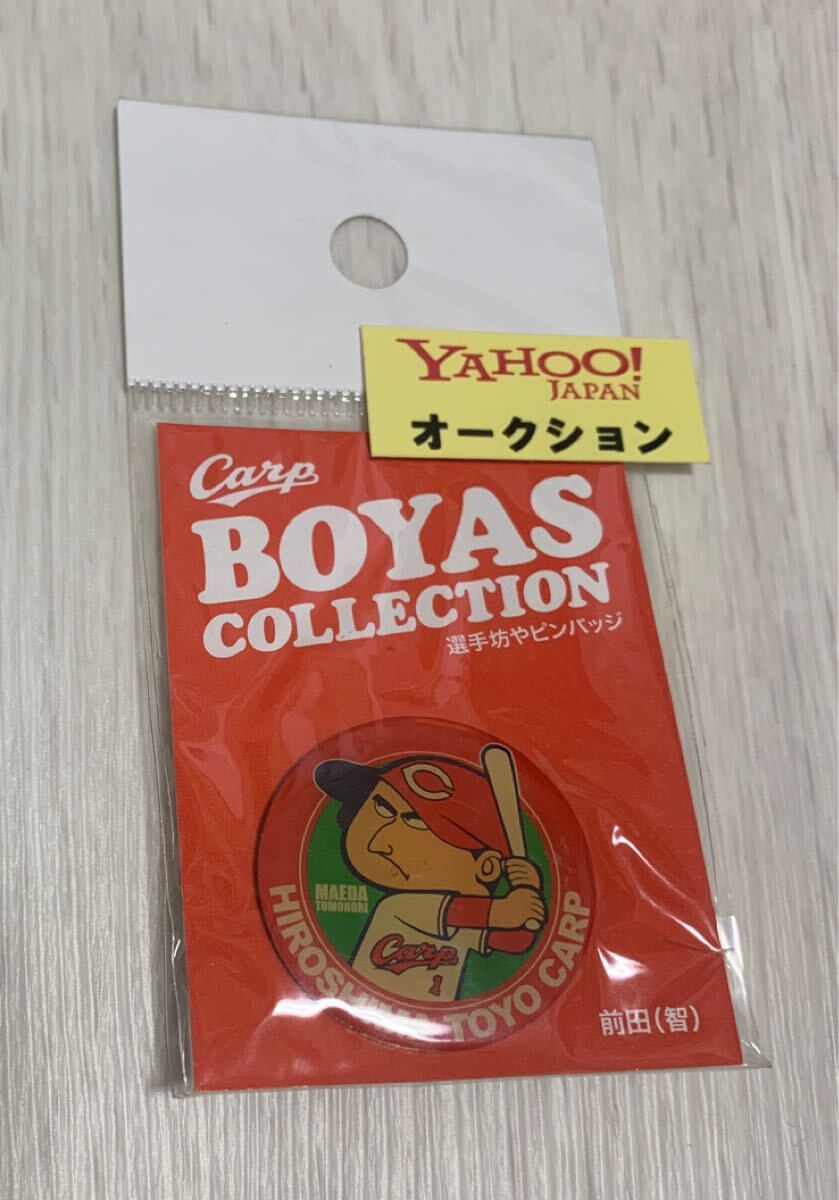 YAHOO!
JAPAN
オークション
Carp
BOYAS
COLLECTION
選手坊やピンバッジ
C
MAEDA
TOMONORI
Carp
1
HIROSHIMA TOYO CARP
前田(智)